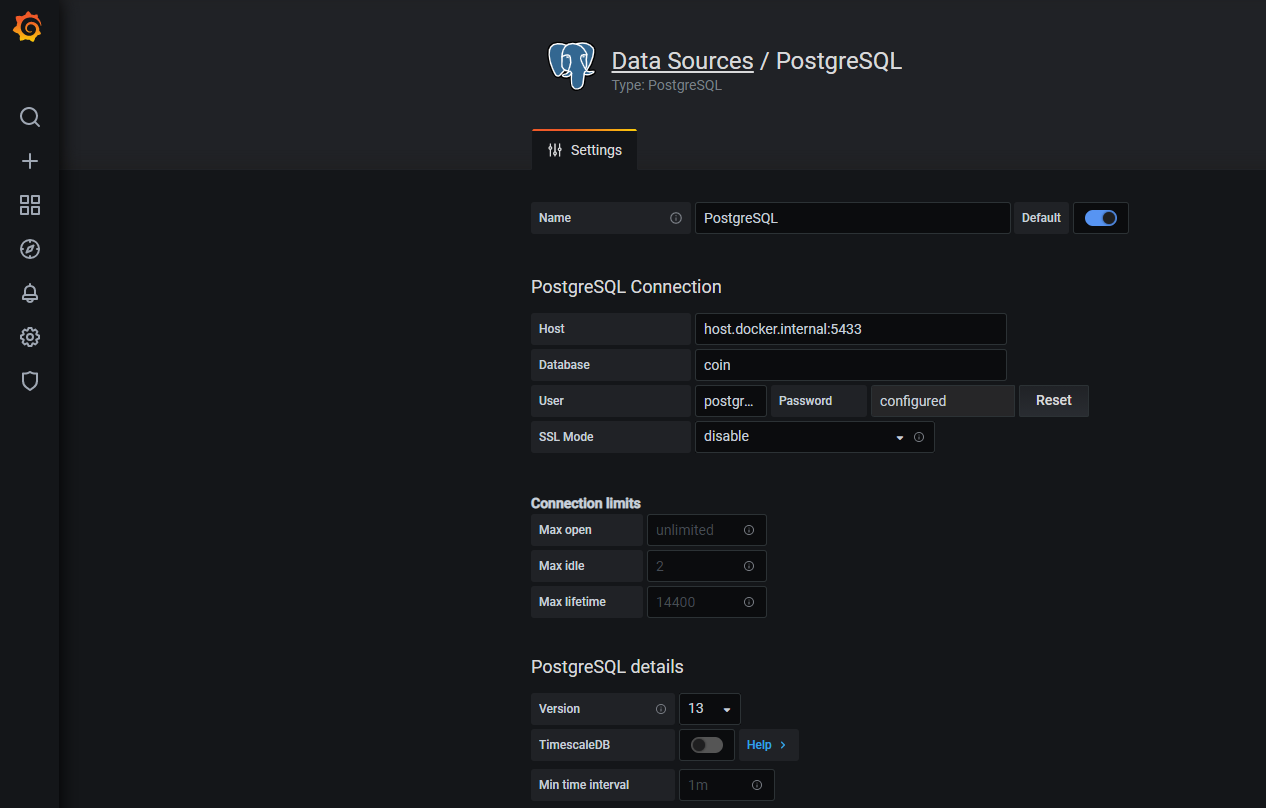 Data Sources / PostgreSQL
Type: PostgreSQL
Settings
Name PostgreSQL Default
PostgreSQL Connection
Host host.docker.internal:5433
Database coin
User postgr... Password configured Reset
SSL Mode disable
Connection limits
Max open unlimited
Max idle 2
Max lifetime 14400
PostgreSQL details
Version 13
TimescaleDB Help
Min time interval 1m